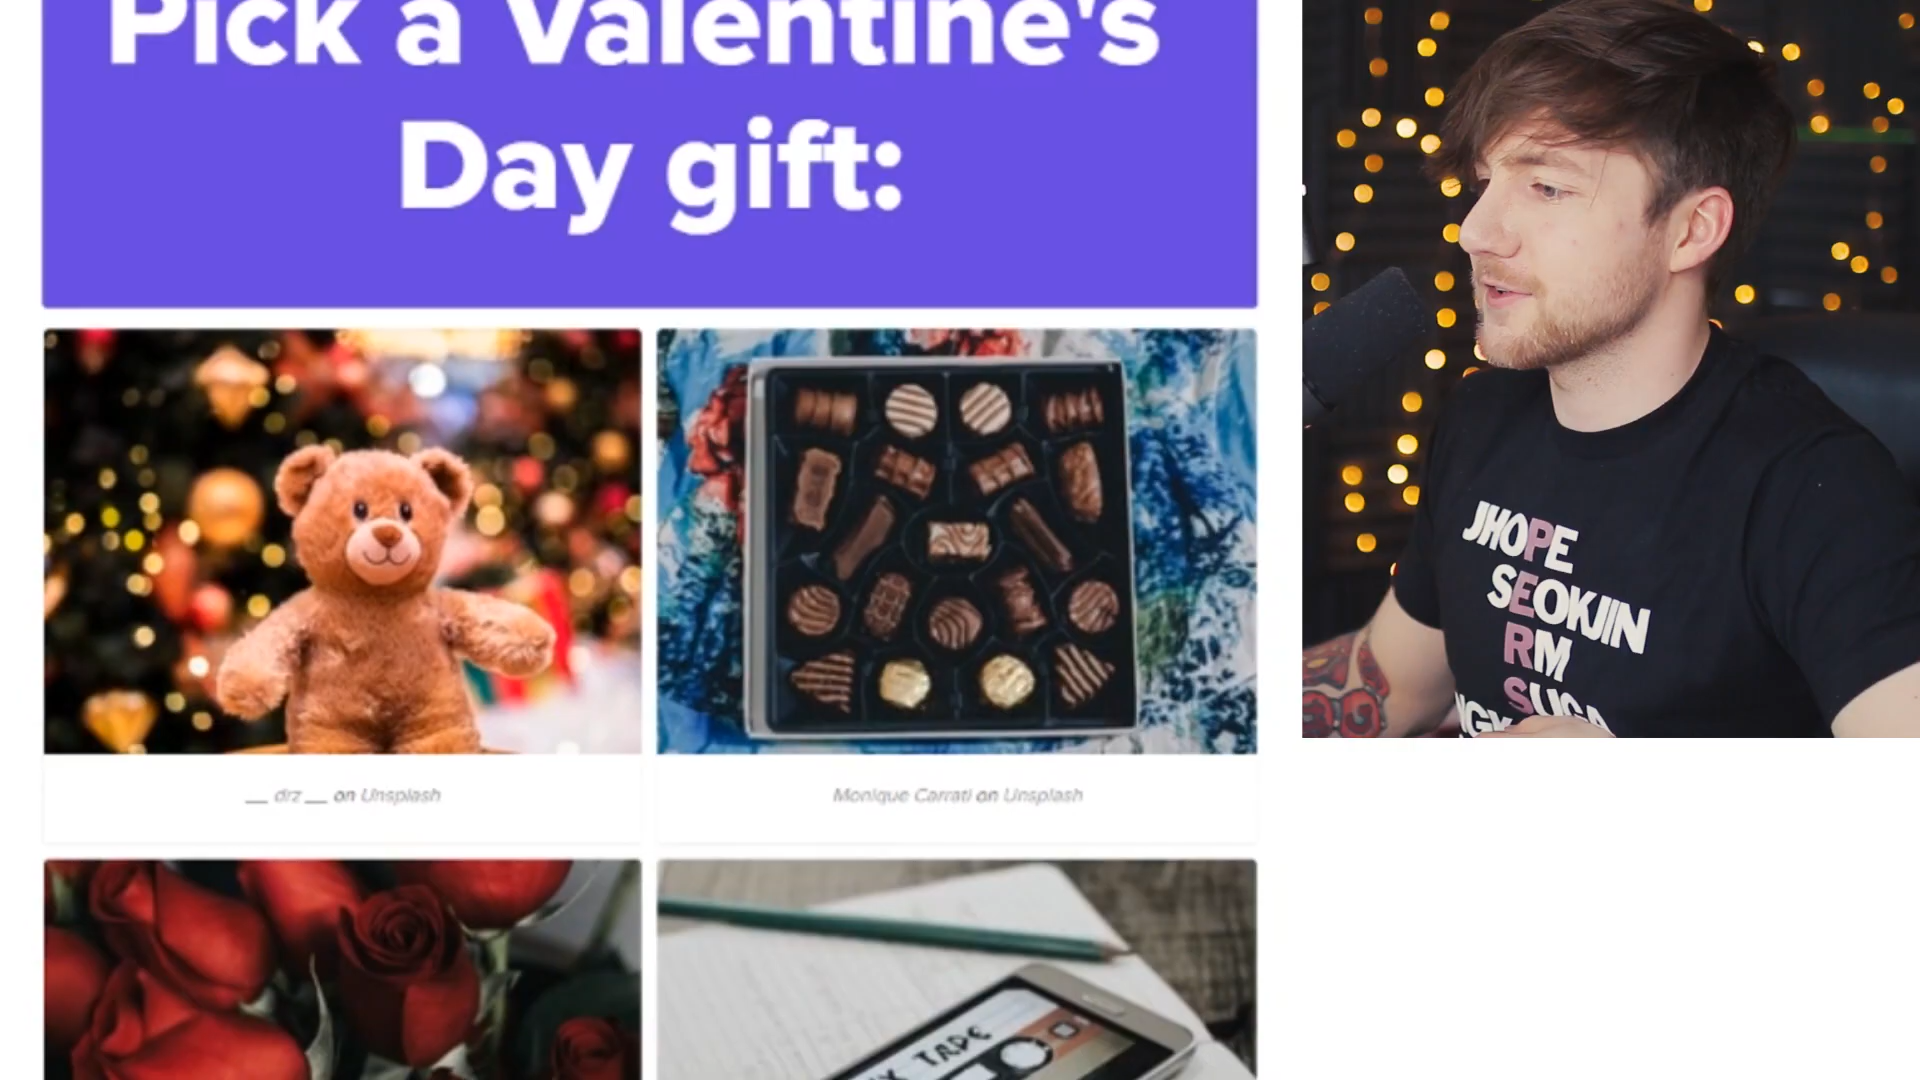 Pick a Valentine's
Day gift:
__ drz __ on Unsplash
Monique Carrati on Unsplash
TAPE
JHOPE
SEOKJIN
RM
SUGA